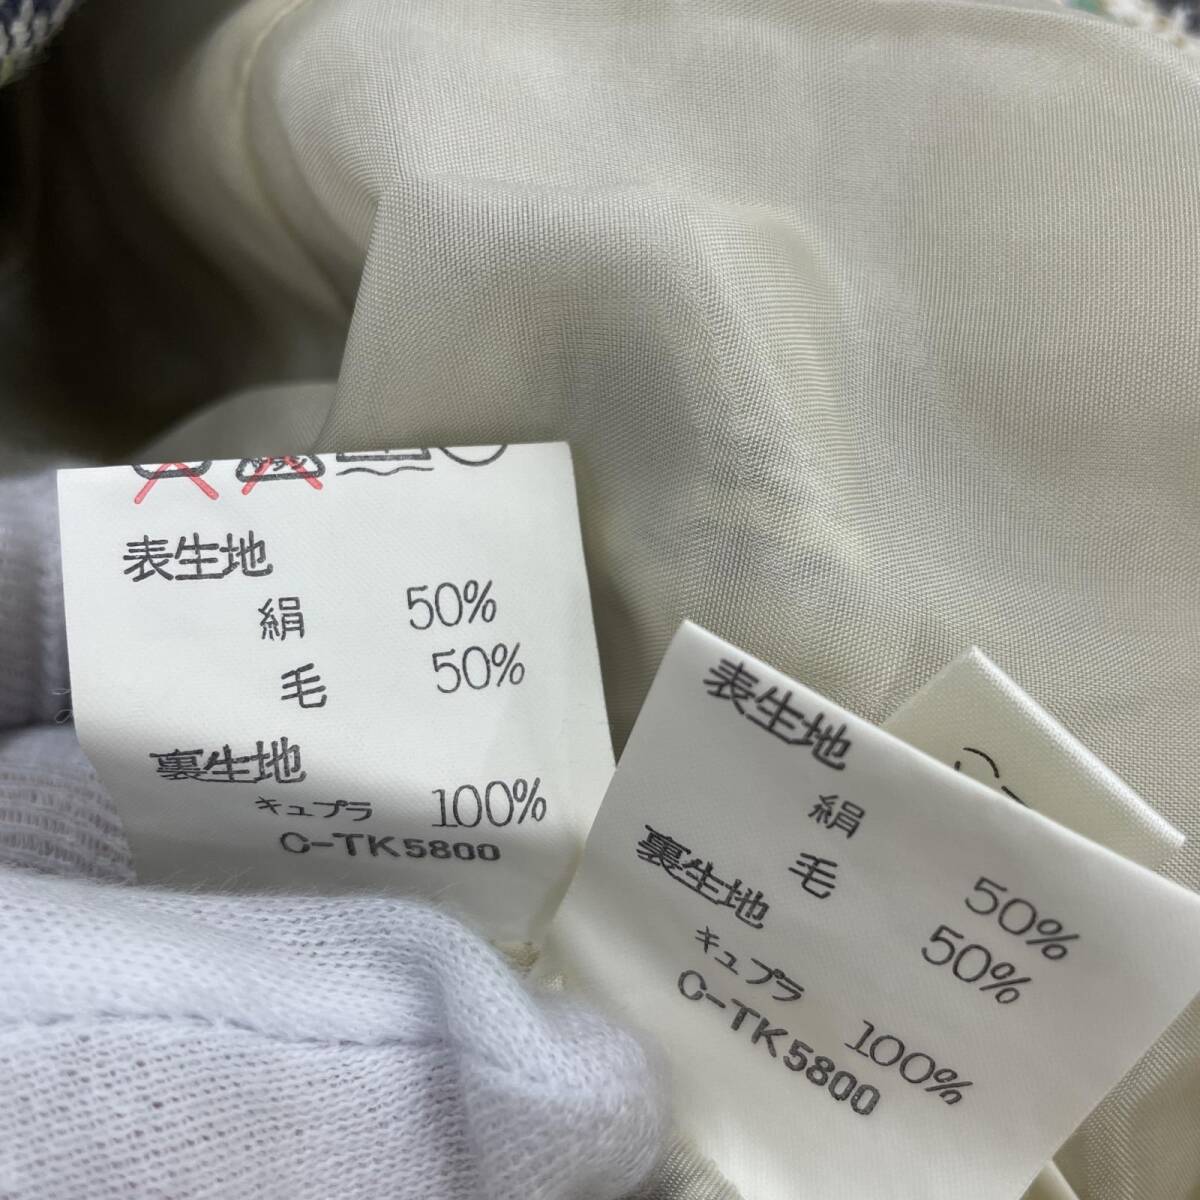 表生地
絹 50%
毛 50%
裏生地
キュプラ 100%
C-TK5800
表生地
絹 50%
毛 50%
裏生地
キュプラ 100%
C-TK5800